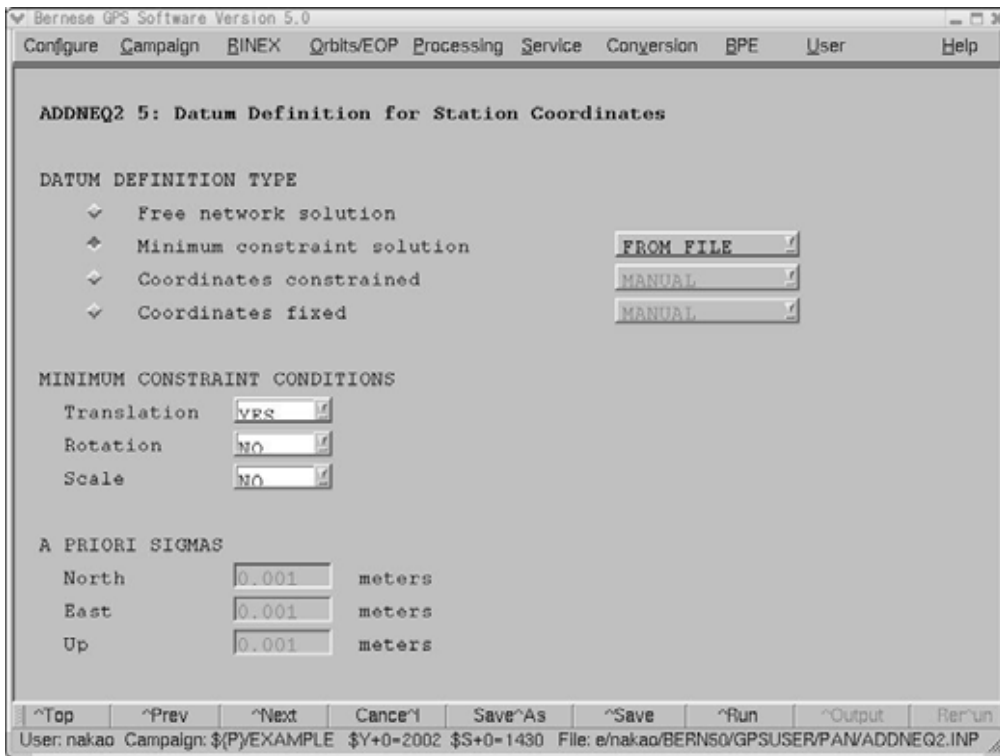 Bernese GPS Software Version 5.0
Configure Campaign RINEX Orbits/EOP Processing Service Conversion BPE User Help
ADDNEQ2 5: Datum Definition for Station Coordinates
DATUM DEFINITION TYPE
Free network solution
Minimum constraint solution FROM FILE
Coordinates constrained MANUAL
Coordinates fixed MANUAL
MINIMUM CONSTRAINT CONDITIONS
Translation YES
Rotation NO
Scale NO
A PRIORI SIGMAS
North 0.001 meters
East 0.001 meters
Up 0.001 meters
^Top ^Prev ^Next Cance^l Save^As ^Save ^Run ^Output Rer^un
User: nakao Campaign: ${P}/EXAMPLE $Y+0=2002 $S+0=1430 File: e/nakao/BERN50/GPSUSER/PAN/ADDNEQ2.INP